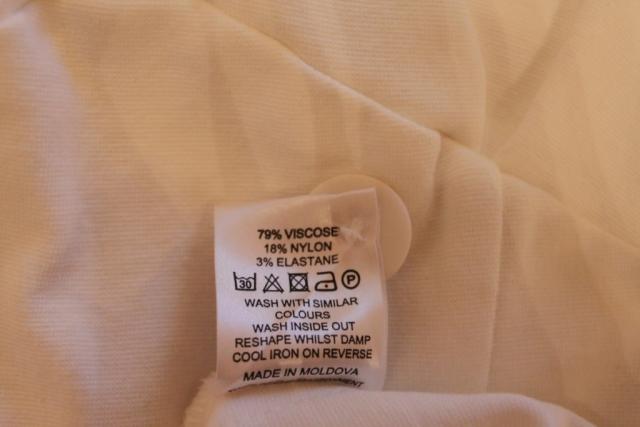 79% VISCOSE
18% NYLON
3% ELASTANE
30 P
WASH WITH SIMILAR
COLOURS
WASH INSIDE OUT
RESHAPE WHILST DAMP
COOL IRON ON REVERSE
MADE IN MOLDOVA